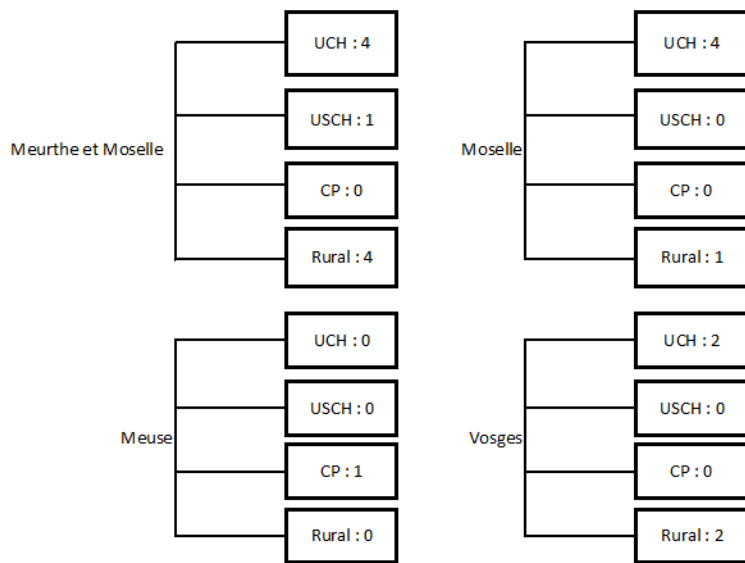 Meurthe et Moselle
UCH : 4
USCH : 1
CP : 0
Rural : 4
Moselle
UCH : 4
USCH : 0
CP : 0
Rural : 1
Meuse
UCH : 0
USCH : 0
CP : 1
Rural : 0
Vosges
UCH : 2
USCH : 0
CP : 0
Rural : 2